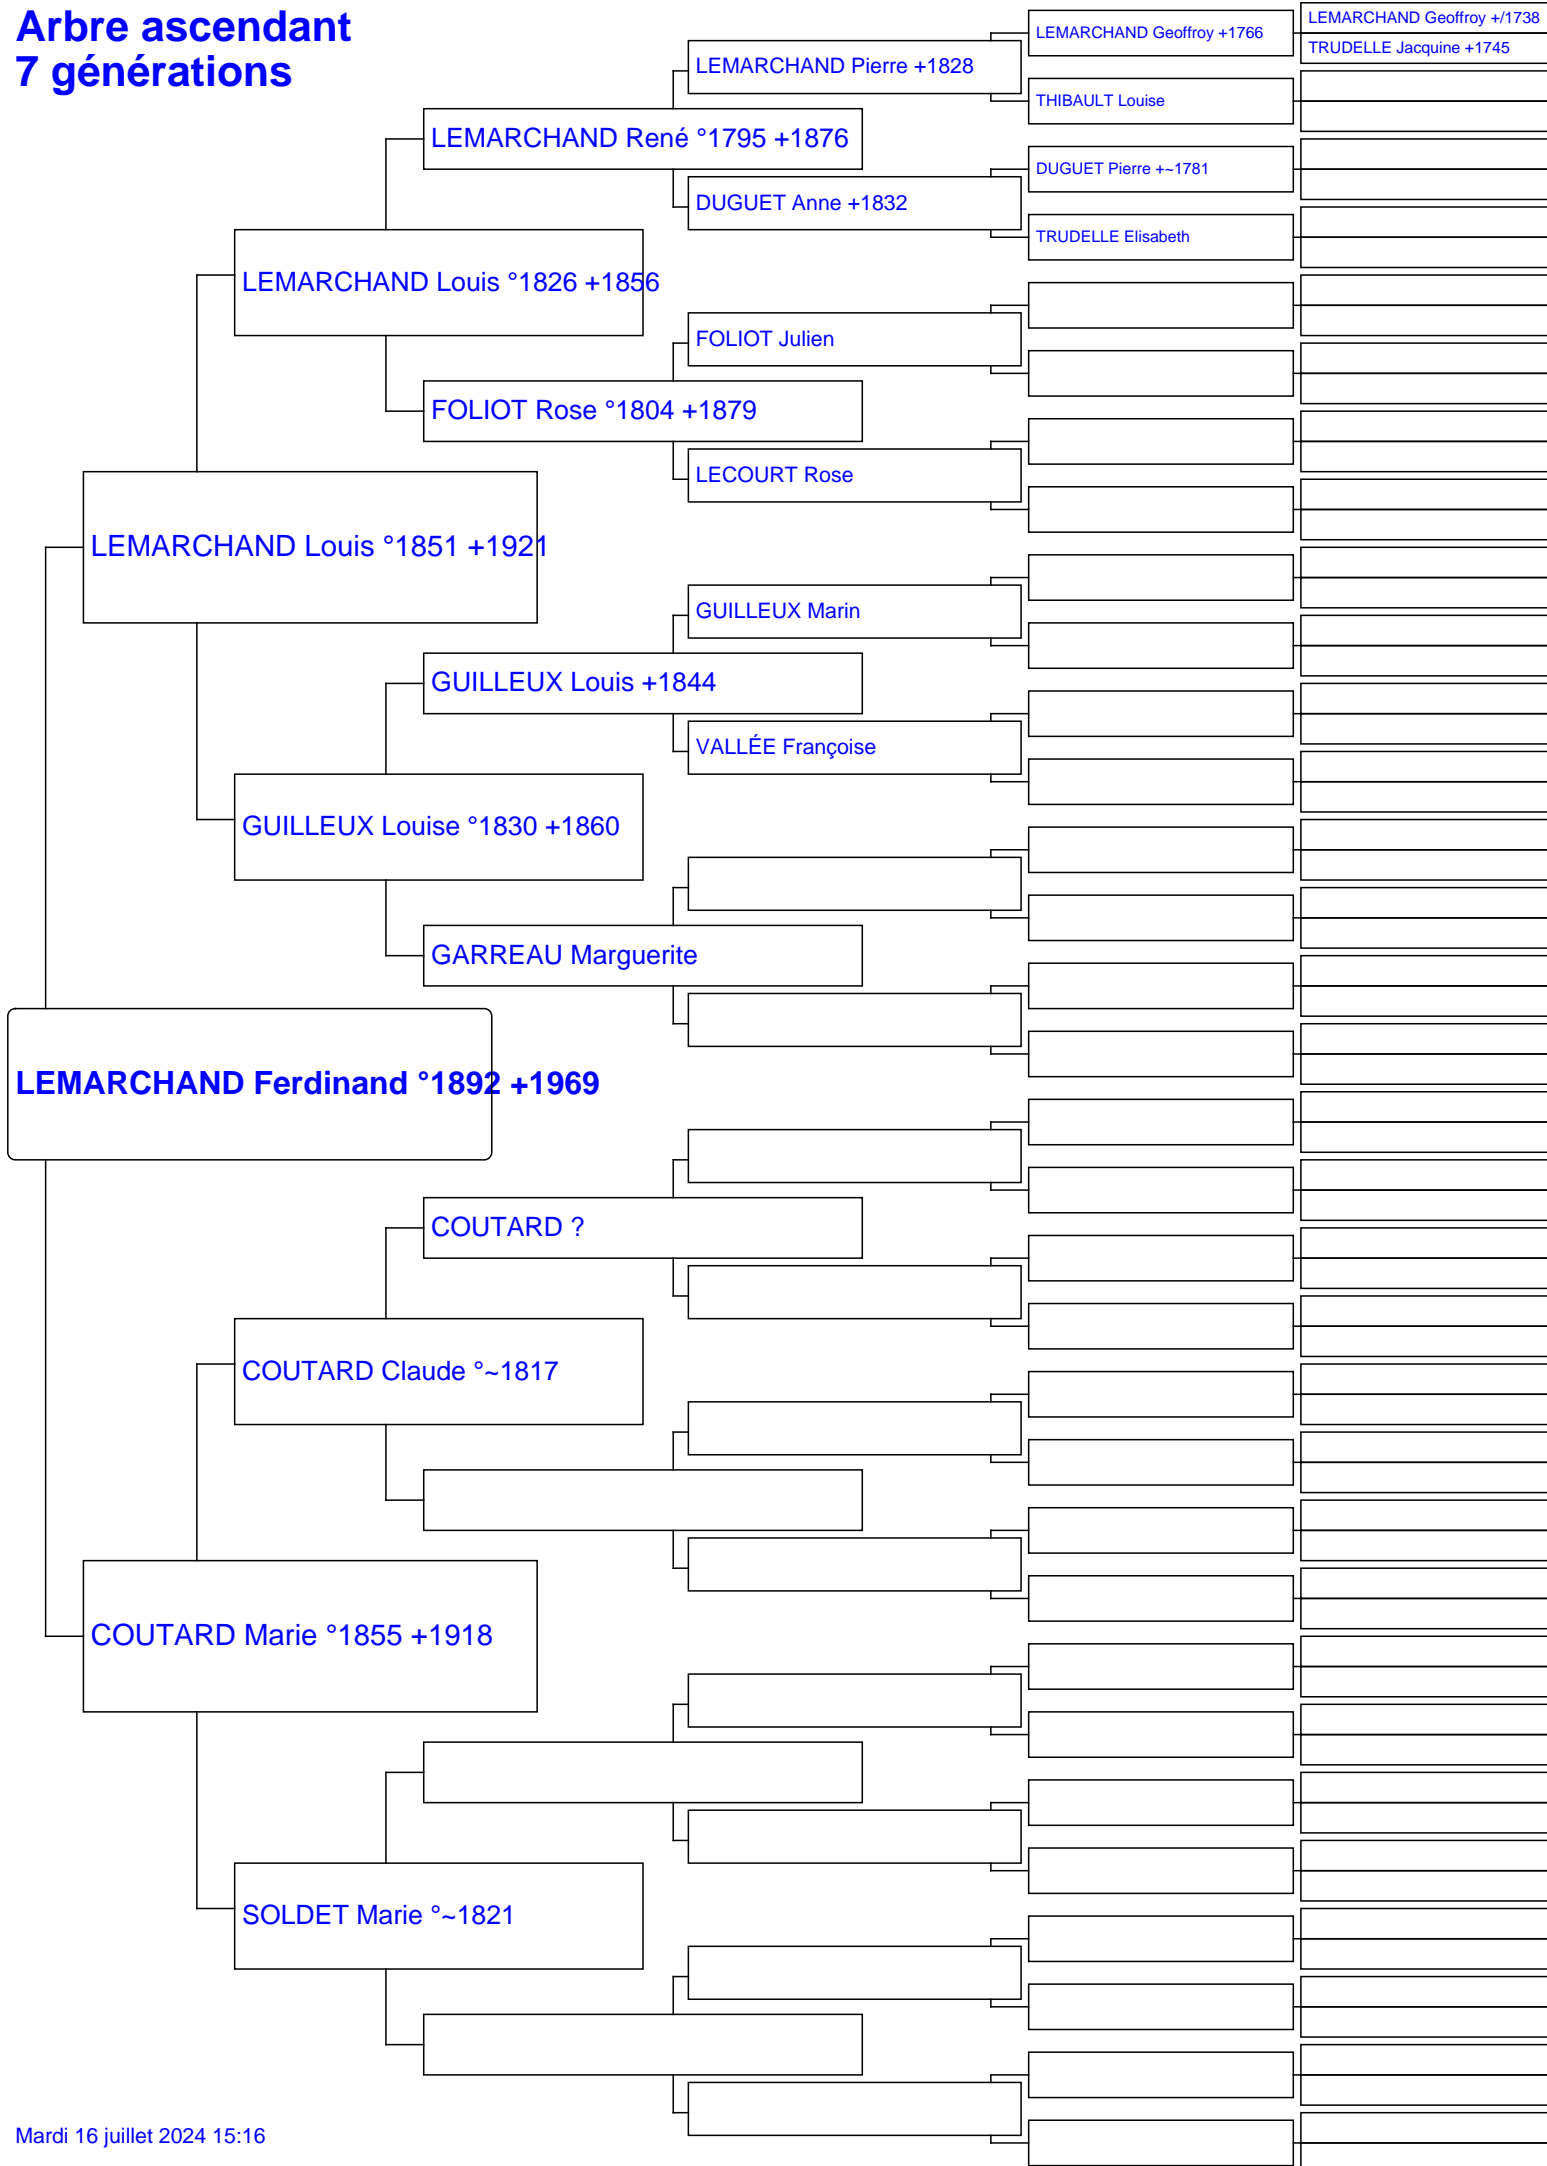 Arbre ascendant
7 générations
LEMARCHAND Geoffroy +/1738
LEMARCHAND Geoffroy +1766
TRUDELLE Jacquine +1745
LEMARCHAND Pierre +1828
THIBAULT Louise
LEMARCHAND René °1795 +1876
DUGUET Pierre +~1781
DUGUET Anne +1832
TRUDELLE Elisabeth
LEMARCHAND Louis °1826 +1856
FOLIOT Julien
FOLIOT Rose °1804 +1879
LECOURT Rose
LEMARCHAND Louis °1851 +1921
GUILLEUX Marin
GUILLEUX Louis +1844
VALLÉE Françoise
GUILLEUX Louise °1830 +1860
GARREAU Marguerite
LEMARCHAND Ferdinand °1892 +1969
COUTARD ?
COUTARD Claude °~1817
COUTARD Marie °1855 +1918
SOLDET Marie °~1821
Mardi 16 juillet 2024 15:16